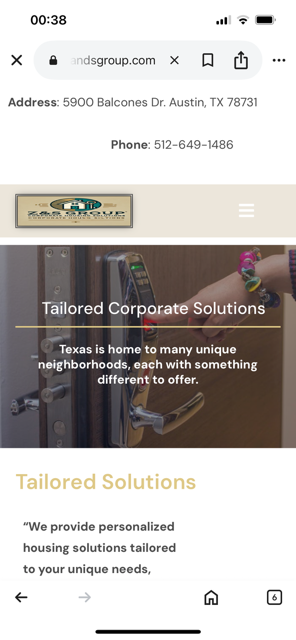 00:38
andsgroup.com
Address: 5900 Balcones Dr. Austin, TX 78731
Phone: 512-649-1486
Z&S GROUP
Tailored Corporate Solutions
Texas is home to many unique
neighborhoods, each with something
different to offer.
Tailored Solutions
“We provide personalized
housing solutions tailored
to your unique needs,
6